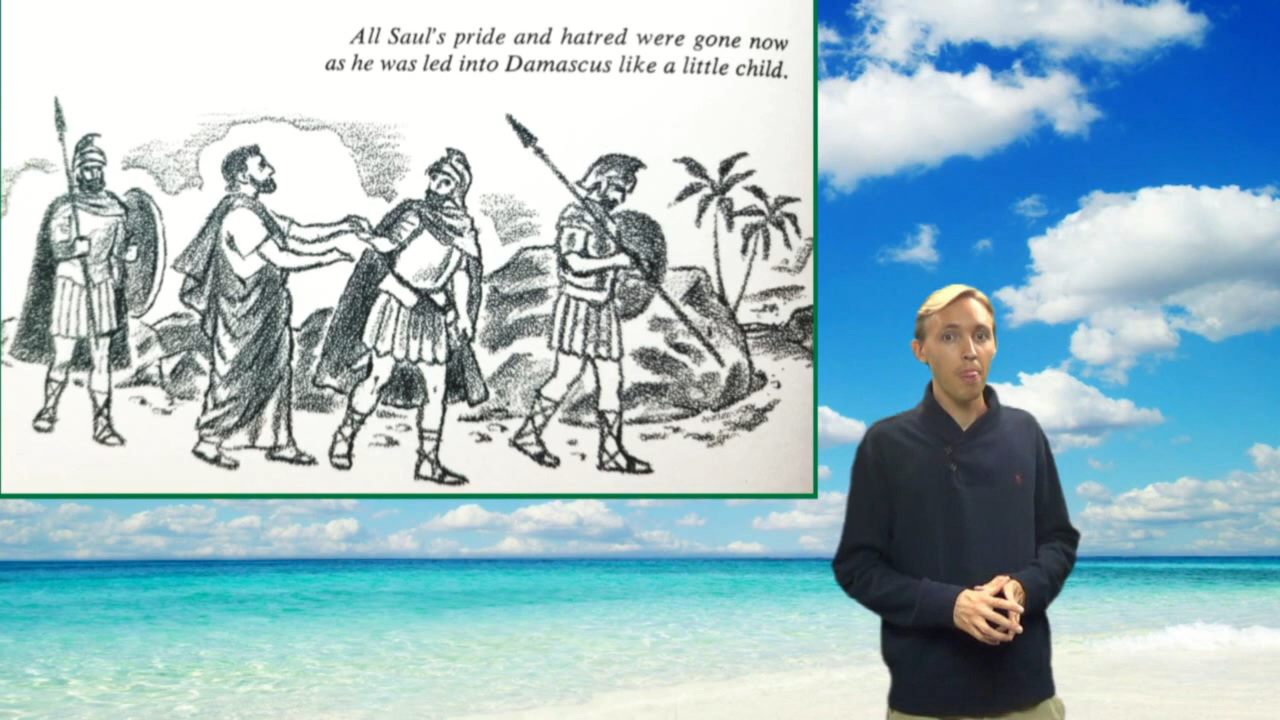 All Saul's pride and hatred were gone now
as he was led into Damascus like a little child.